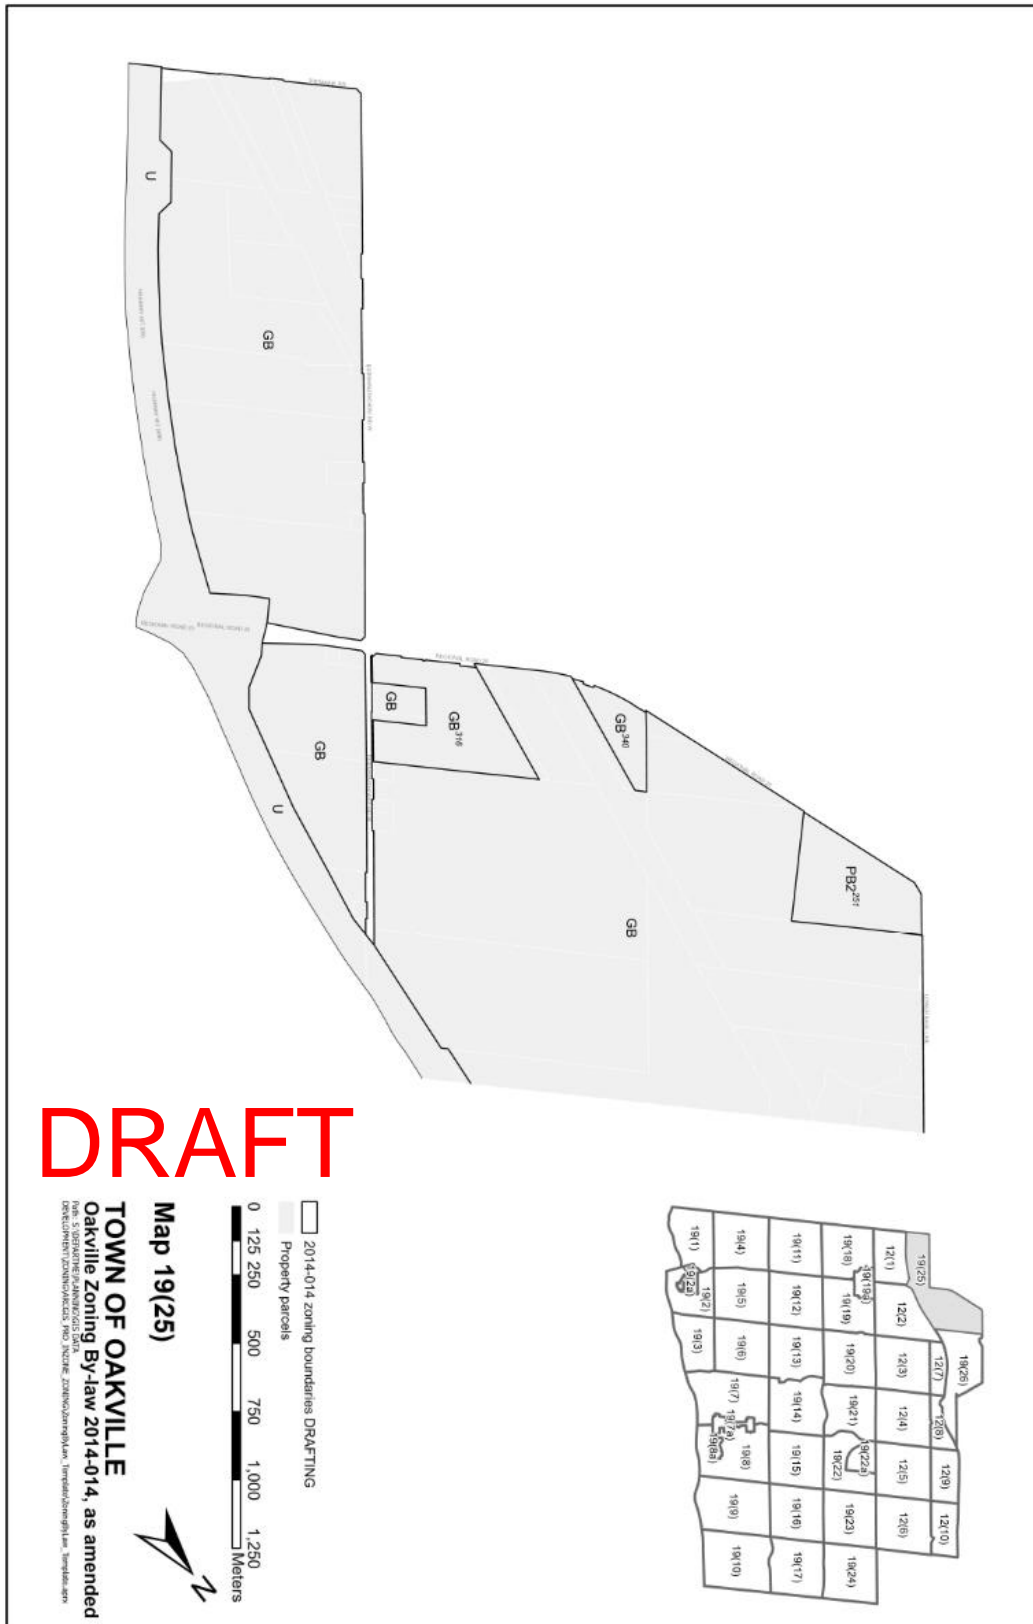 U
GB
REGIONAL ROAD 25
GB
U
GB
GB³¹⁶
GB³⁴⁰
PB2²⁵¹
GB
DRAFT
2014-014 zoning boundaries DRAFTING
Property parcels
0 125 250 500 750 1,000 1,250
Meters
Map 19(25)
TOWN OF OAKVILLE
Oakville Zoning By-law 2014-014, as amended
N
19(25)
19(26)
12(1)
12(2)
12(3)
12(7)
12(4)
12(8)
12(5)
12(9)
12(6)
12(10)
19(18)
19(19a)
19(19)
19(20)
19(21)
19(22a)
19(22)
19(23)
19(24)
19(11)
19(12)
19(13)
19(14)
19(15)
19(16)
19(17)
19(4)
19(5)
19(6)
19(7)
19(7a)
19(8)
19(8a)
19(9)
19(10)
19(1)
19(2a)
19(2)
19(3)